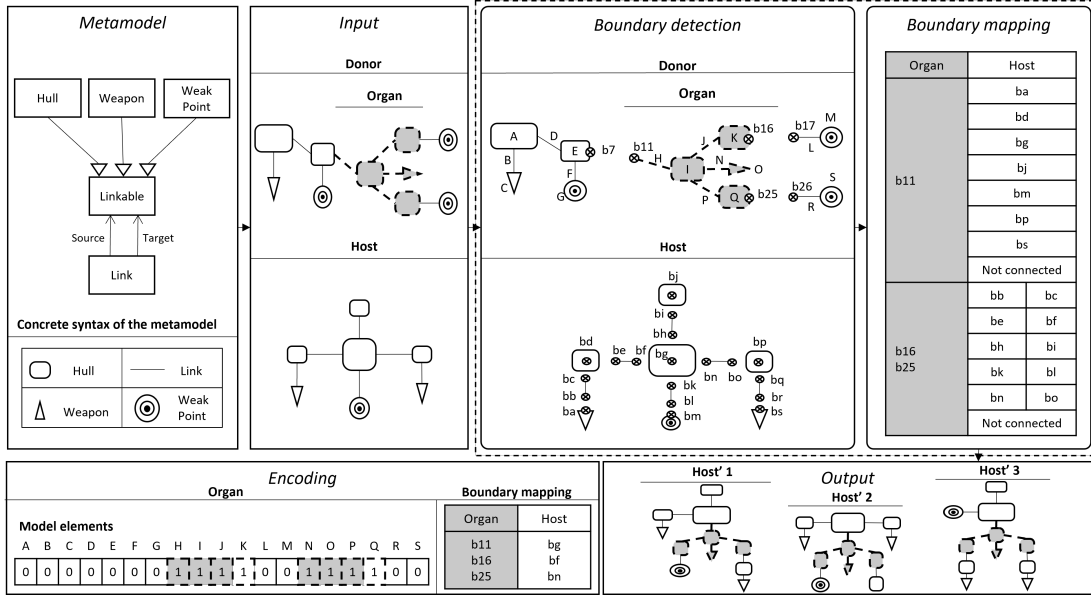 Metamodel
Hull
Weapon
Weak
Point
Linkable
Source
Target
Link
Concrete syntax of the metamodel
Hull
Link
Weapon
Weak
Point
Input
Donor
Organ
Host
Boundary detection
Donor
Organ
A
D
E
b7
B
C
F
G
b11
H
I
J
K
b16
N
O
P
Q
b25
b17
L
M
b26
R
S
Host
bj
bi
bh
bd
be
bf
bg
bn
bo
bp
bc
bb
ba
bk
bl
bm
bq
br
bs
Boundary mapping
Organ Host
b11
ba
bd
bg
bj
bm
bp
bs
Not connected
b16
b25
bb bc
be bf
bh bi
bk bl
bn bo
Not connected
Encoding
Organ
Model elements
A B C D E F G H I J K L M N O P Q R S
0 0 0 0 0 0 0 1 1 1 1 0 0 1 1 1 1 0 0
Boundary mapping
Organ Host
b11 bg
b16 bf
b25 bn
Output
Host' 1
Host' 2
Host' 3